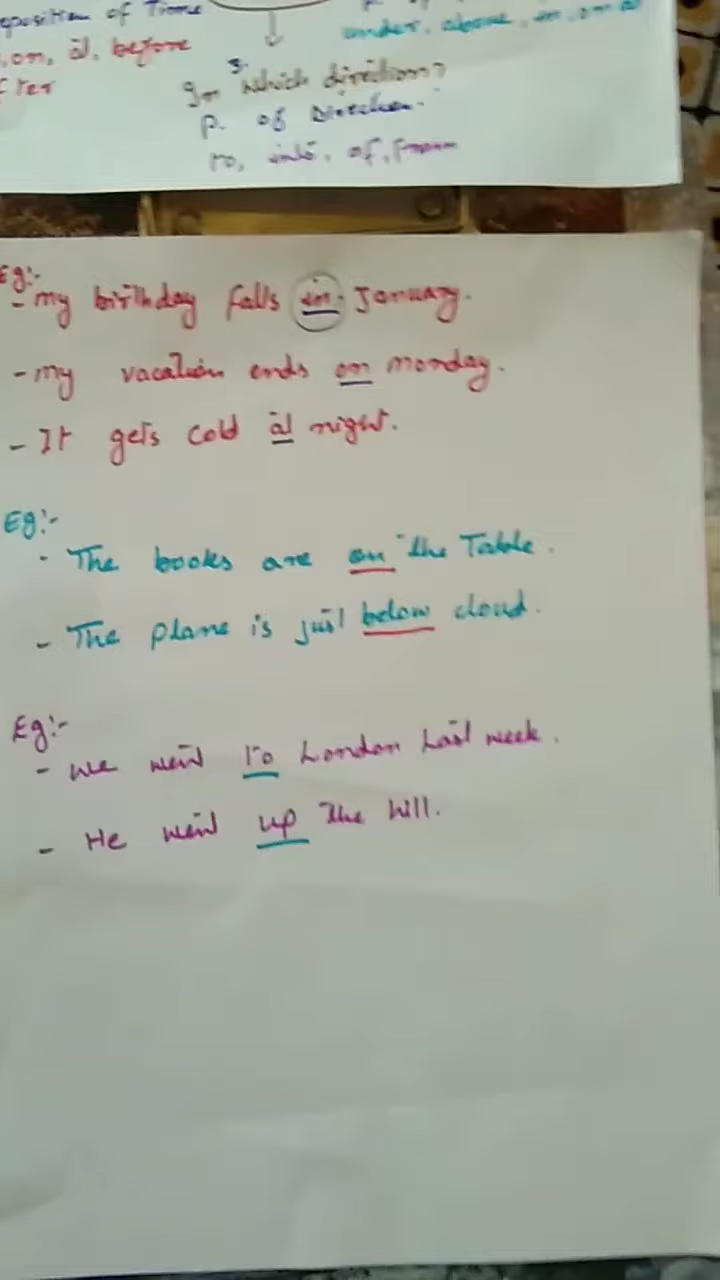 Preposition of Time
, on, at, before
under, above, in, on
3.
In which direction?
P. of Direction.
to, into, of, from
Eg:-
- my birthday falls in January.
- my vacation ends on monday.
- It gets cold at night.
Eg:-
- The books are on the Table.
- The plane is just below cloud.
Eg:-
- We went to London Last week.
- He went up the hill.